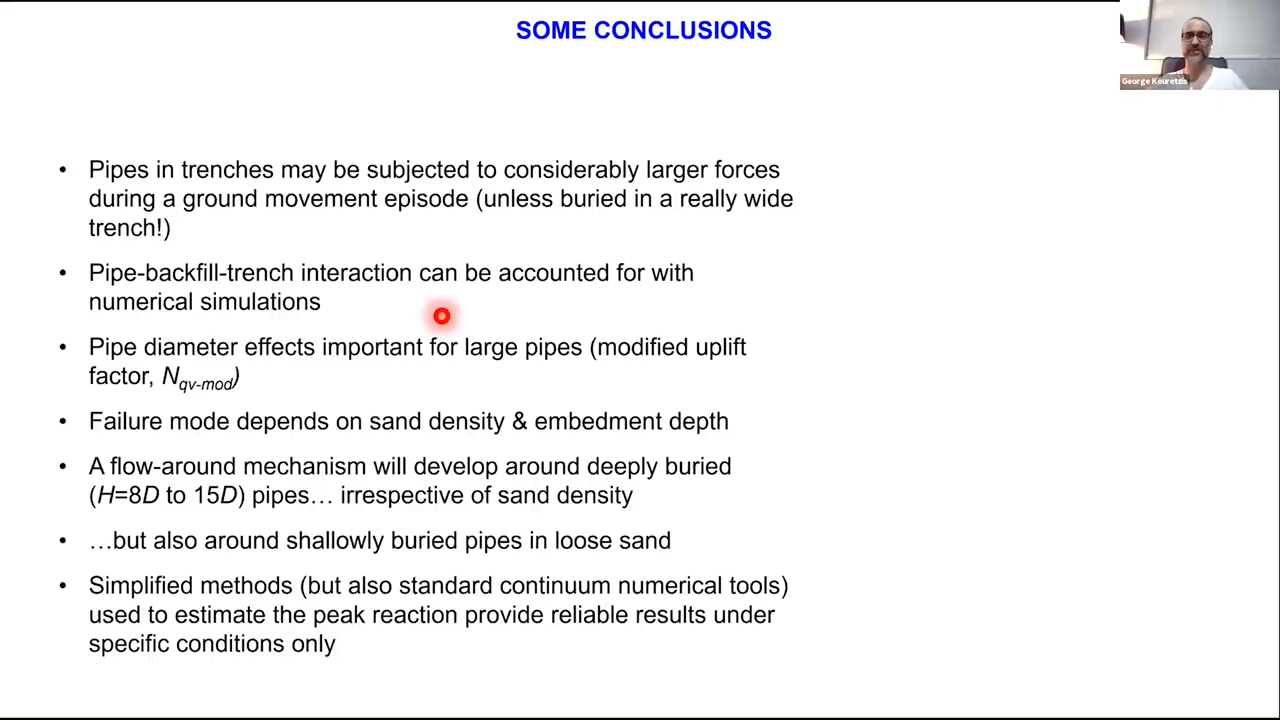 SOME CONCLUSIONS
George Kouretzis
• Pipes in trenches may be subjected to considerably larger forces
during a ground movement episode (unless buried in a really wide
trench!)
• Pipe-backfill-trench interaction can be accounted for with
numerical simulations
• Pipe diameter effects important for large pipes (modified uplift
factor, Nqv-mod)
• Failure mode depends on sand density & embedment depth
• A flow-around mechanism will develop around deeply buried
(H=8D to 15D) pipes… irrespective of sand density
• …but also around shallowly buried pipes in loose sand
• Simplified methods (but also standard continuum numerical tools)
used to estimate the peak reaction provide reliable results under
specific conditions only